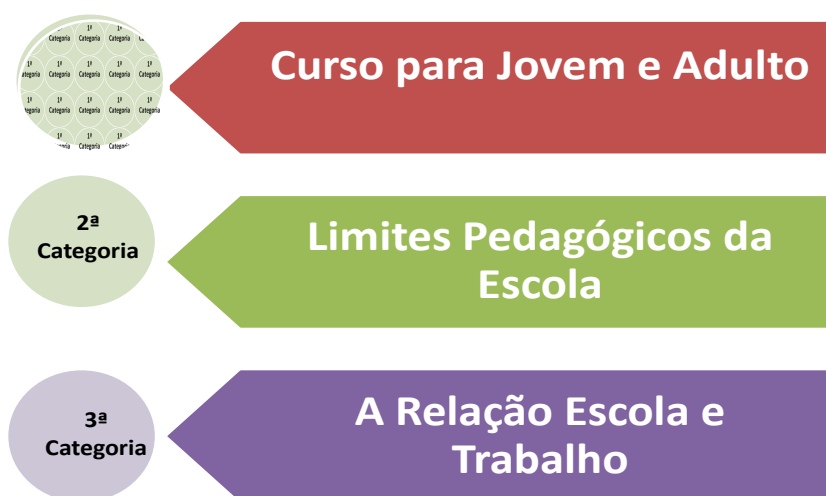 1ª
Categoria
Curso para Jovem e Adulto
2ª
Categoria
Limites Pedagógicos da
Escola
3ª
Categoria
A Relação Escola e
Trabalho